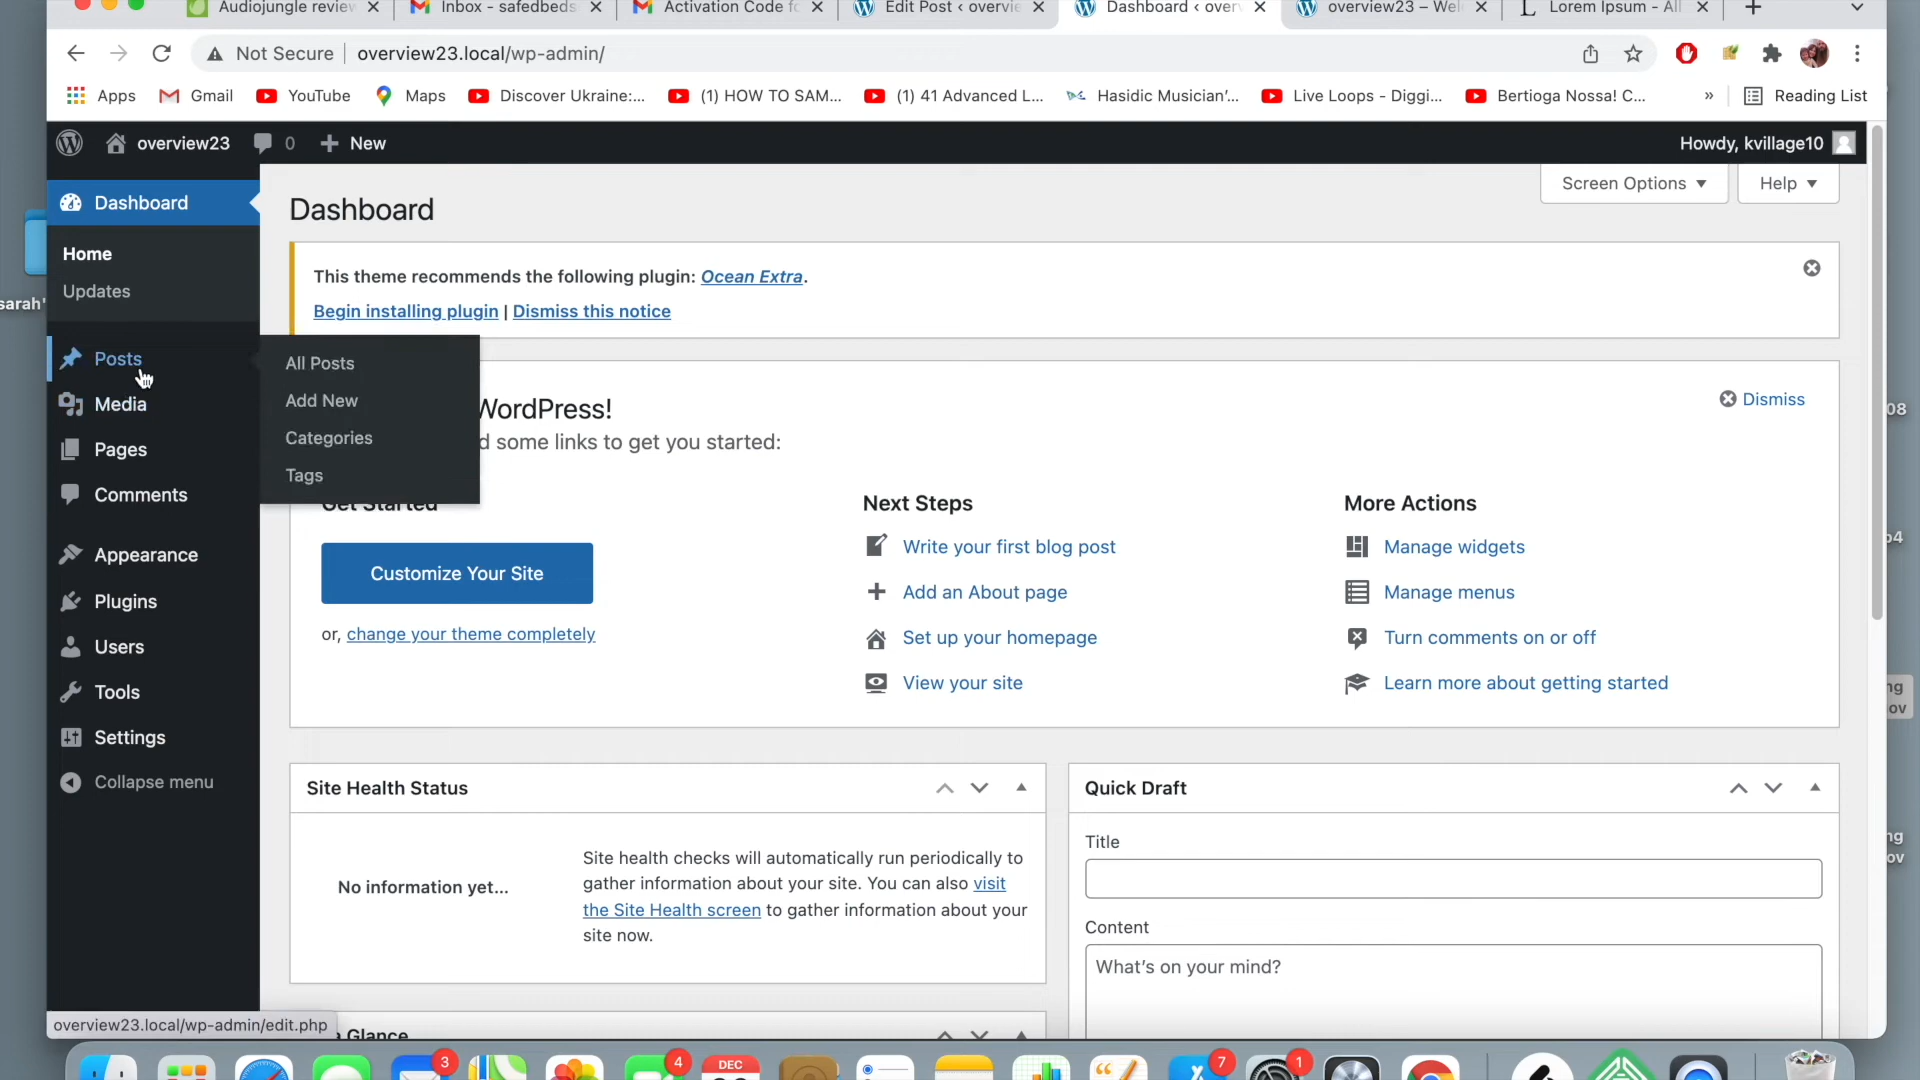 Audiojungle review
Inbox - safedbeds
Activation Code fo
Edit Post ‹ overvie
Dashboard ‹ over
overview23 – Wel
Lorem Ipsum - All
Not Secure
overview23.local/wp-admin/
Apps
Gmail
YouTube
Maps
Discover Ukraine:...
(1) HOW TO SAM...
(1) 41 Advanced L...
Hasidic Musician'...
Live Loops - Diggi...
Bertioga Nossa! C...
»
Reading List
overview23
0
New
Howdy, kvillage10
Dashboard
Home
Updates
Posts
Media
Pages
Comments
Appearance
Plugins
Users
Tools
Settings
Collapse menu
All Posts
Add New
Categories
Tags
Dashboard
Screen Options ▼
Help ▼
This theme recommends the following plugin: Ocean Extra.
Begin installing plugin | Dismiss this notice
WordPress!
d some links to get you started:
Dismiss
Get Started
Customize Your Site
or, change your theme completely
Next Steps
Write your first blog post
Add an About page
Set up your homepage
View your site
More Actions
Manage widgets
Manage menus
Turn comments on or off
Learn more about getting started
Site Health Status
No information yet...
Site health checks will automatically run periodically to
gather information about your site. You can also visit
the Site Health screen to gather information about your
site now.
Quick Draft
Title
Content
What's on your mind?
Glance
overview23.local/wp-admin/edit.php
sarah'
08
p4
ng
ov
ng
ov
3
4
DEC
7
1